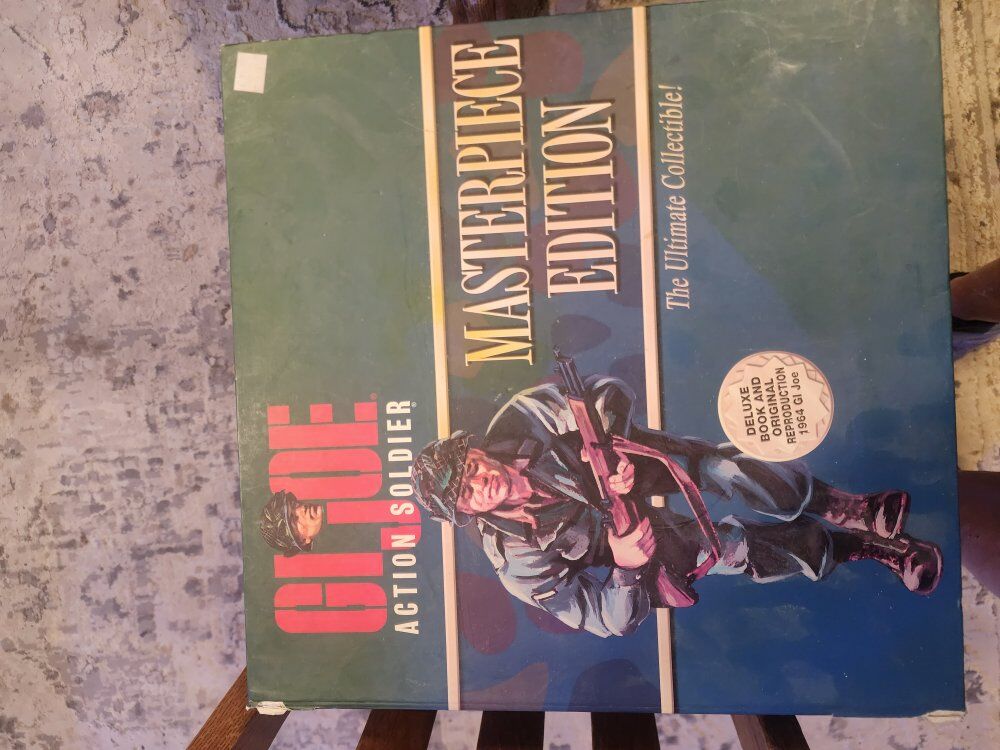 GI JOE®
ACTION SOLDIER®
MASTERPIECE
EDITION
The Ultimate Collectible!
DELUXE
BOOK AND
ORIGINAL
REPRODUCTION
1964 GI Joe